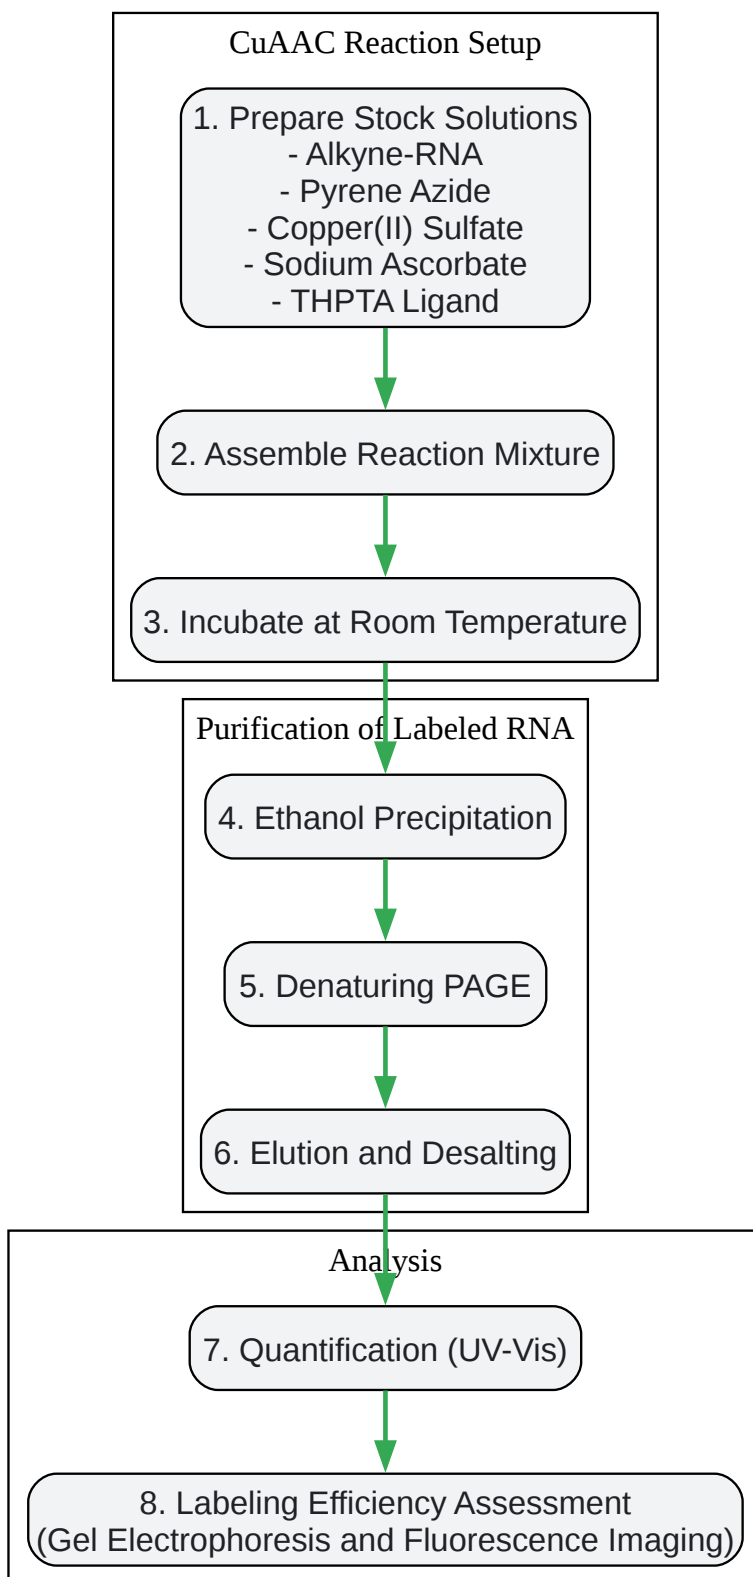 CuAAC Reaction Setup
1. Prepare Stock Solutions
- Alkyne-RNA
- Pyrene Azide
- Copper(II) Sulfate
- Sodium Ascorbate
- THPTA Ligand
2. Assemble Reaction Mixture
3. Incubate at Room Temperature
Purification of Labeled RNA
4. Ethanol Precipitation
5. Denaturing PAGE
6. Elution and Desalting
Analysis
7. Quantification (UV-Vis)
8. Labeling Efficiency Assessment
(Gel Electrophoresis and Fluorescence Imaging)